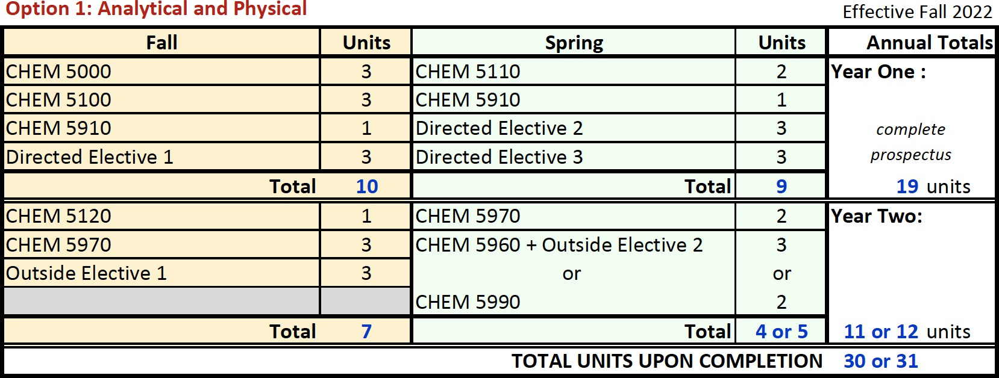 Option 1: Analytical and Physical Effective Fall 2022
Fall Units Spring Units Annual Totals
CHEM 5000 3 CHEM 5110 2 Year One :
CHEM 5100 3 CHEM 5910 1
CHEM 5910 1 Directed Elective 2 3 complete
Directed Elective 1 3 Directed Elective 3 3 prospectus
Total 10 Total 9 19 units
CHEM 5120 1 CHEM 5970 2 Year Two:
CHEM 5970 3 CHEM 5960 + Outside Elective 2 3
Outside Elective 1 3 or or
CHEM 5990 2
Total 7 Total 4 or 5 11 or 12 units
TOTAL UNITS UPON COMPLETION 30 or 31